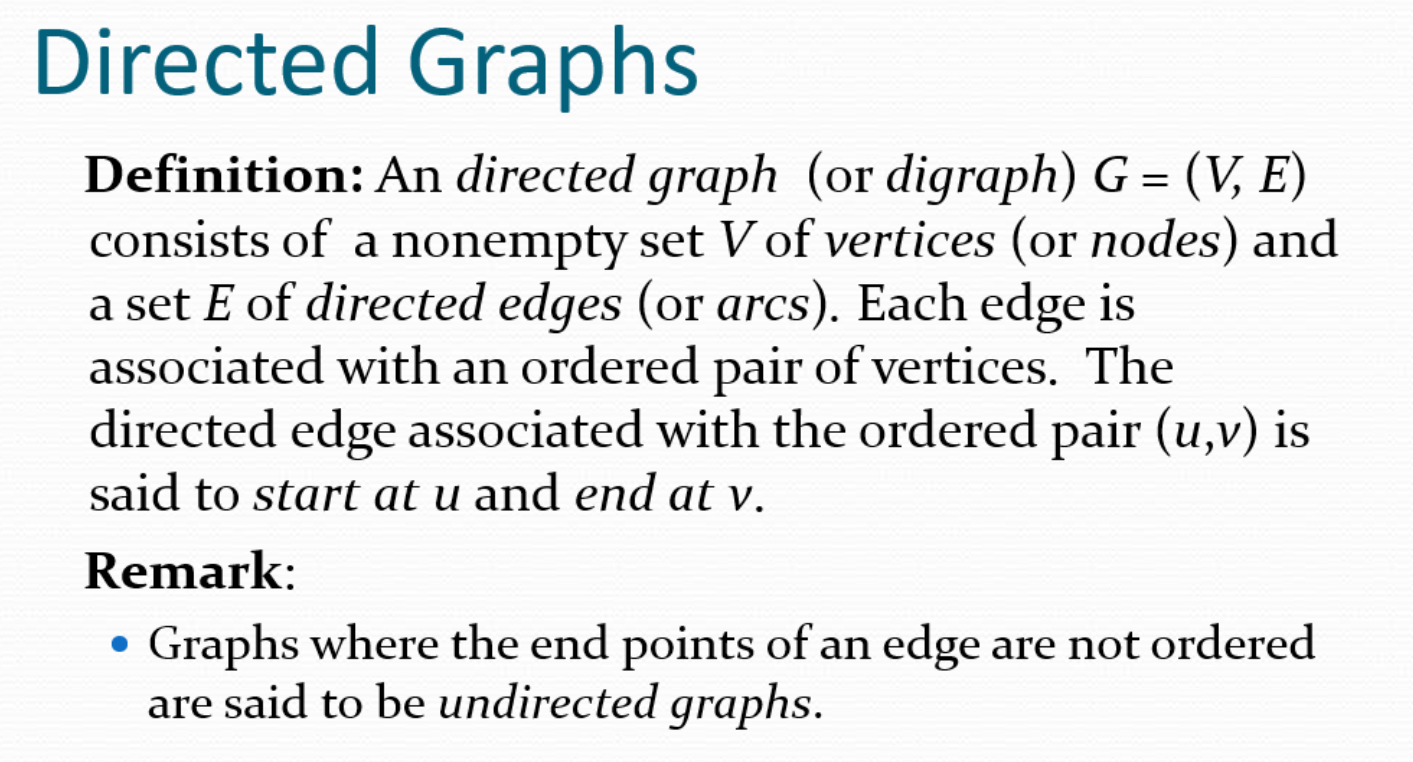 Directed Graphs
Definition: An directed graph (or digraph) G = (V, E)
consists of a nonempty set V of vertices (or nodes) and
a set E of directed edges (or arcs). Each edge is
associated with an ordered pair of vertices. The
directed edge associated with the ordered pair (u,v) is
said to start at u and end at v.
Remark:
• Graphs where the end points of an edge are not ordered
are said to be undirected graphs.